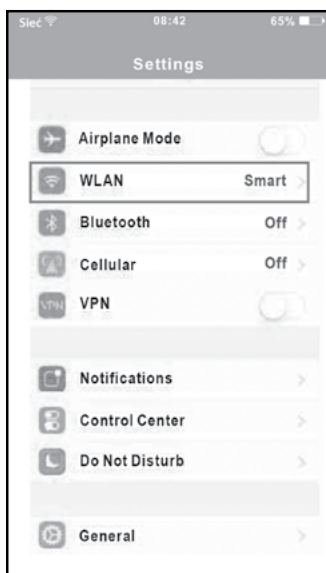 Sieć 08:42 65%
Settings
Airplane Mode
WLAN Smart
Bluetooth Off
Cellular Off
VPN VPN
Notifications
Control Center
Do Not Disturb
General